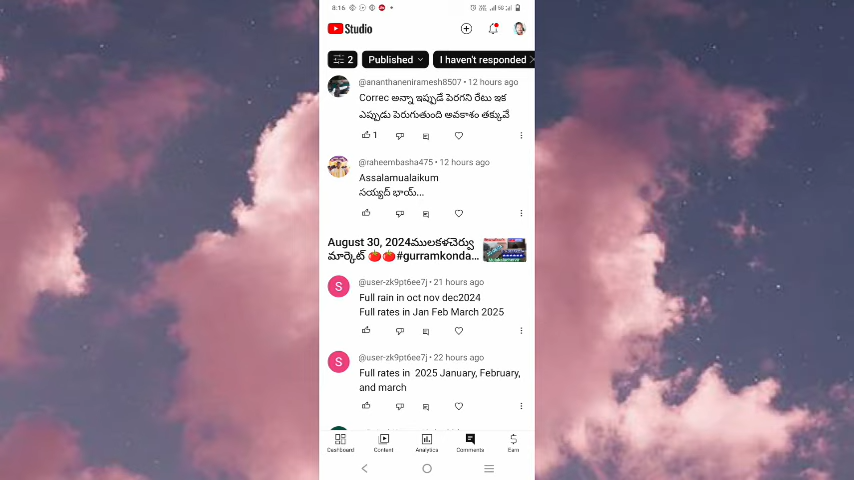 8:16
Studio
2
Published
I haven't responded
@ananthaneniramesh8507 • 12 hours ago
Correc అన్నా ఇప్పుడే పెరగని రేటు ఇక
ఎప్పుడు పెరుగుతుంది అవకాశం తక్కువే
1
@raheembasha475 • 12 hours ago
Assalamualaikum
సయ్యద్ భాయ్...
August 30, 2024ములకళచెర్వు
మార్కెట్ 🍅🍅#gurramkonda...
@user-zk9pt6ee7j • 21 hours ago
Full rain in oct nov dec2024
Full rates in Jan Feb March 2025
@user-zk9pt6ee7j • 22 hours ago
Full rates in 2025 January, February,
and march
Dashboard
Content
Analytics
Comments
Earn